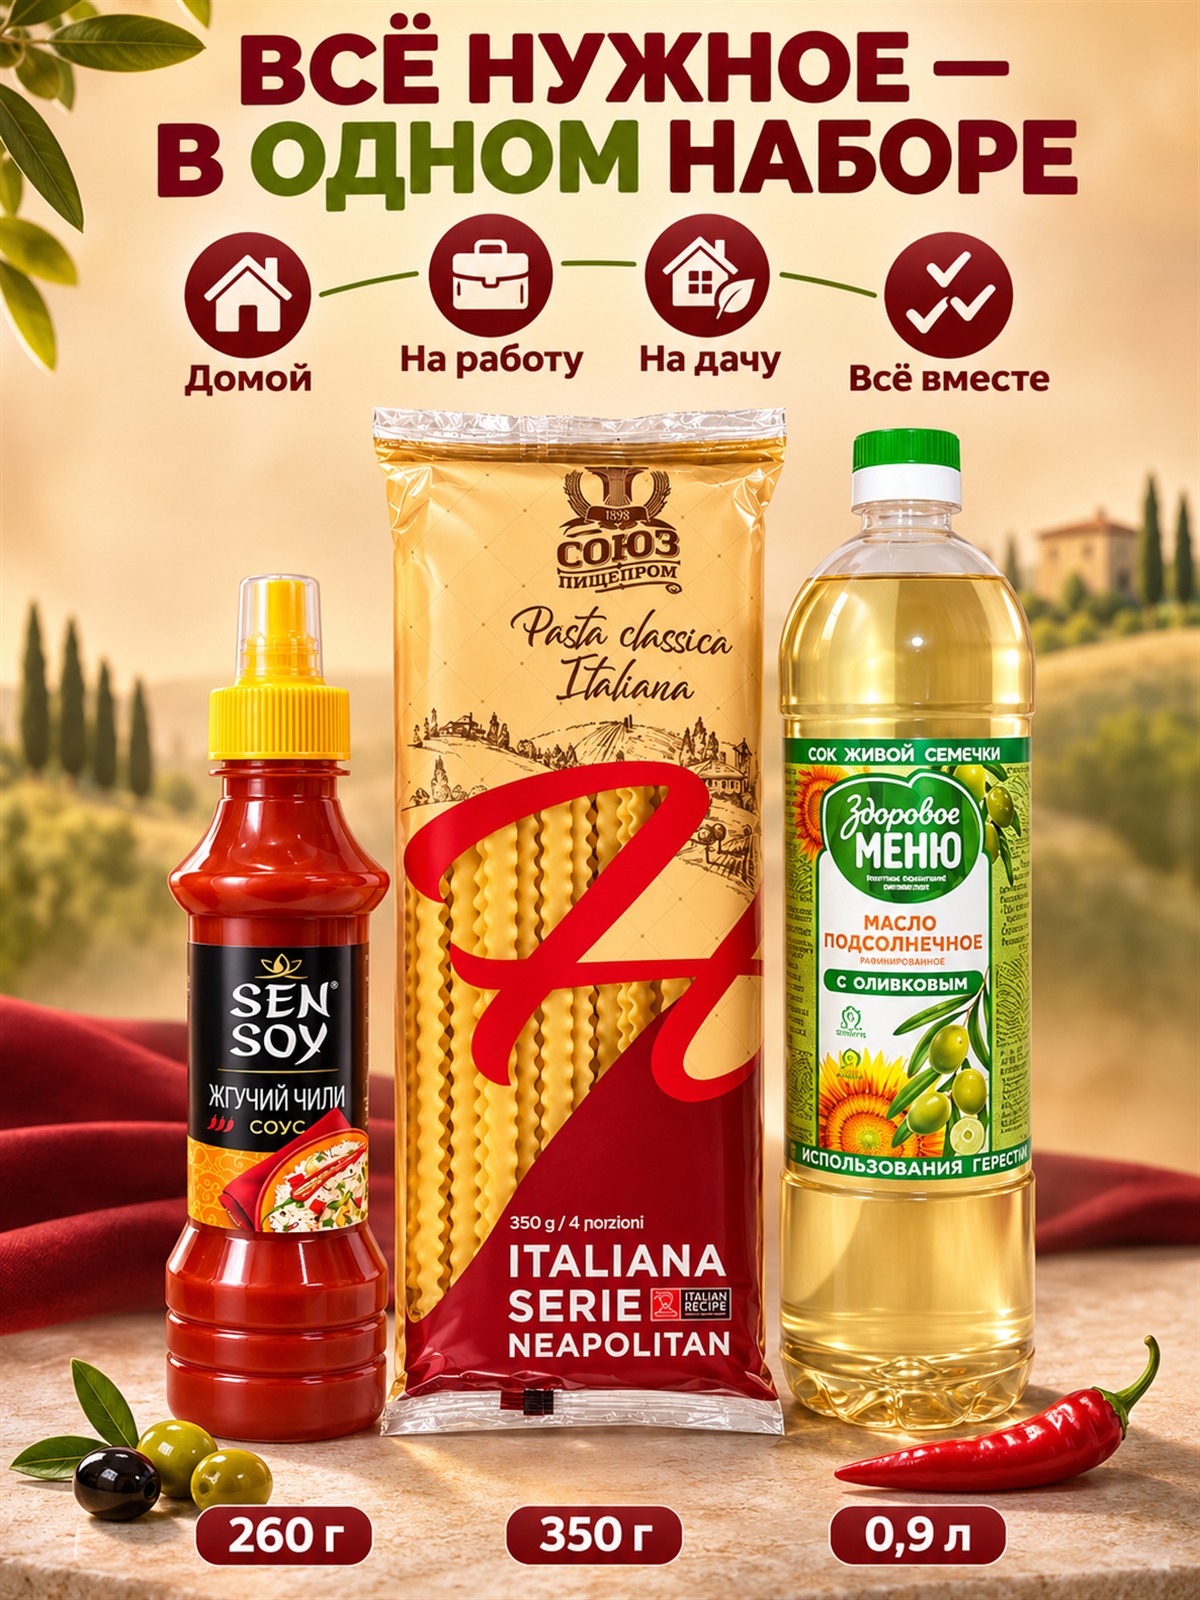 ВСЁ НУЖНОЕ —
В ОДНОМ НАБОРЕ
Домой
На работу
На дачу
Всё вместе
1898
СОЮЗ
ПИЩЕПРОМ
Pasta classica
Italiana
350 g / 4 porzioni
ITALIANA
SERIE
ITALIAN
RECIPE
NEAPOLITAN
SEN
SOY
ЖГУЧИЙ ЧИЛИ
СОУС
СОК ЖИВОЙ СЕМЕЧКИ
Здоровое
МЕНЮ
МАСЛО
ПОДСОЛНЕЧНОЕ
РАФИНИРОВАННОЕ
С ОЛИВКОВЫМ
ИСПОЛЬЗОВАНИЯ
260 г
350 г
0,9 л